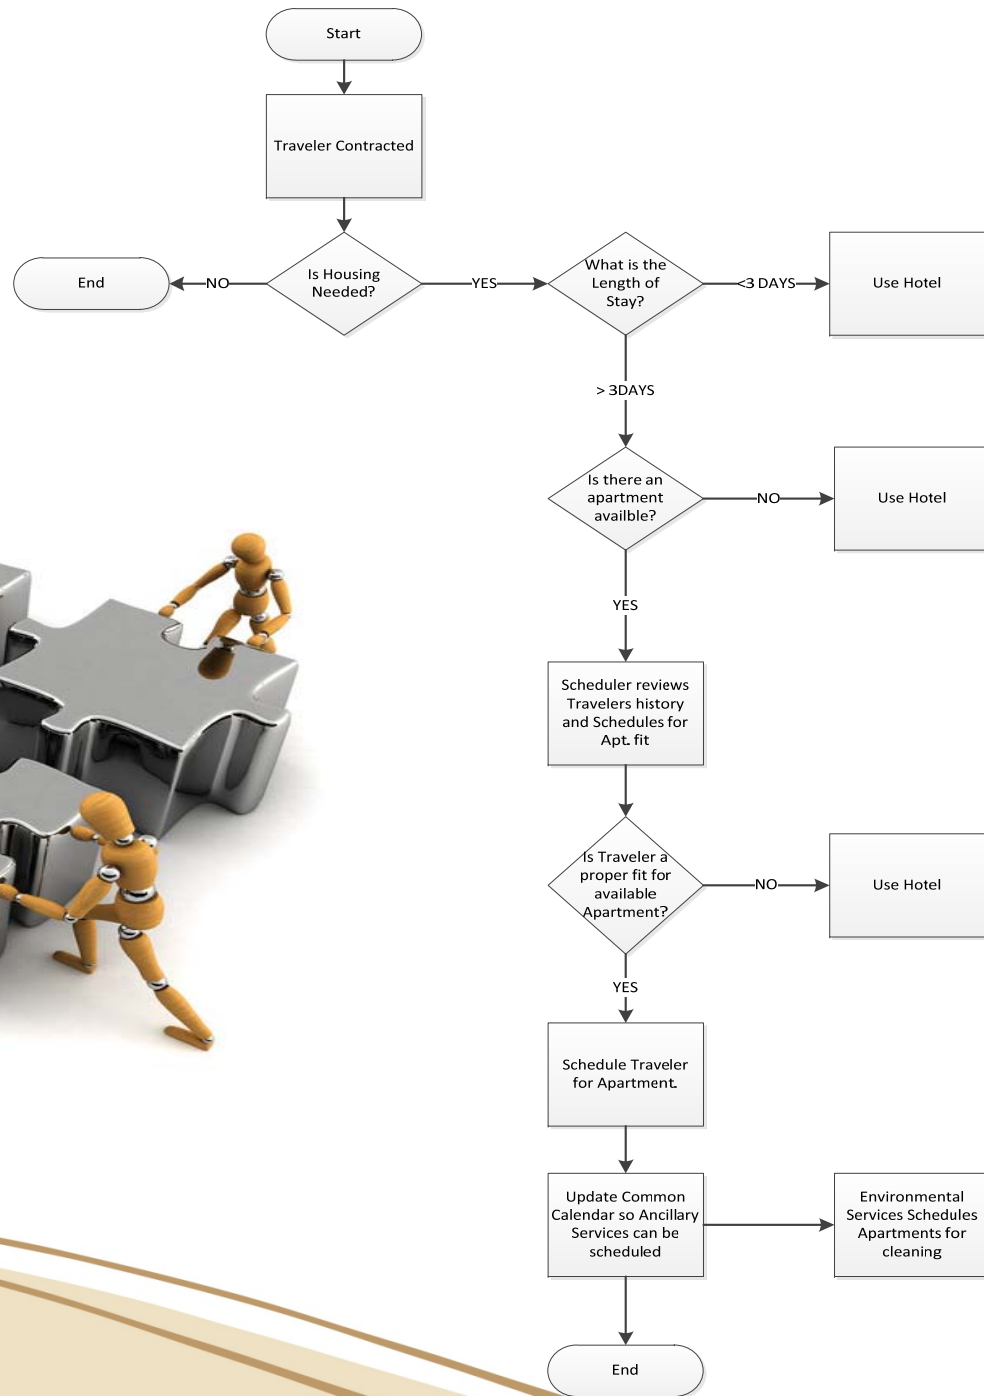 Start
Traveler Contracted
Is Housing
Needed?
NO
End
YES
What is the
Length of
Stay?
<3 DAYS
Use Hotel
> 3DAYS
Is there an
apartment
availble?
NO
Use Hotel
YES
Scheduler reviews
Travelers history
and Schedules for
Apt. fit
Is Traveler a
proper fit for
available
Apartment?
NO
Use Hotel
YES
Schedule Traveler
for Apartment.
Update Common
Calendar so Ancillary
Services can be
scheduled
Environmental
Services Schedules
Apartments for
cleaning
End